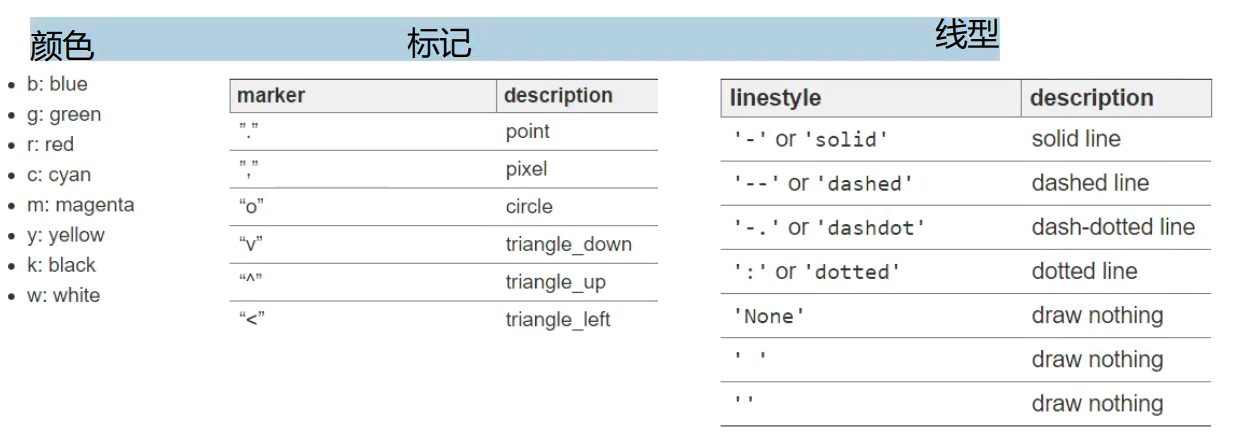 颜色 标记 线型
b: blue
g: green
r: red
c: cyan
m: magenta
y: yellow
k: black
w: white
marker description
”.” point
”,” pixel
“o” circle
“v” triangle_down
“^” triangle_up
“<” triangle_left
linestyle description
'-' or 'solid' solid line
'--' or 'dashed' dashed line
'-.' or 'dashdot' dash-dotted line
':' or 'dotted' dotted line
'None' draw nothing
' ' draw nothing
'' draw nothing